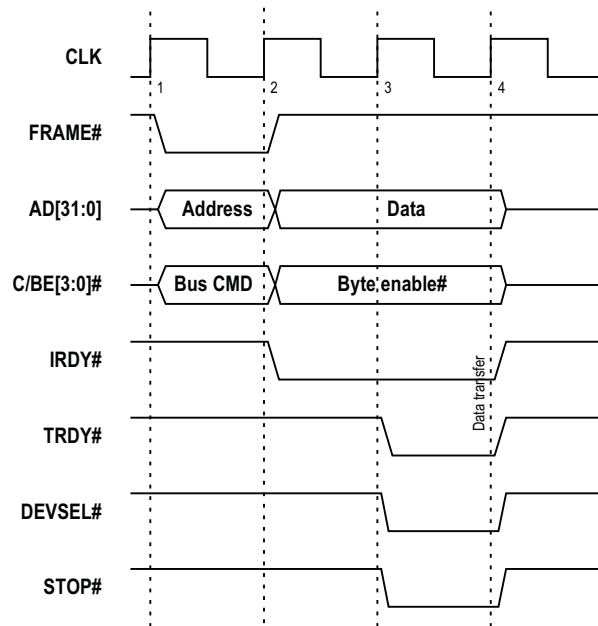 CLK
1 2 3 4
FRAME#
AD[31:0] Address Data
C/BE[3:0]# Bus CMD Byte enable#
IRDY#
Data transfer
TRDY#
DEVSEL#
STOP#